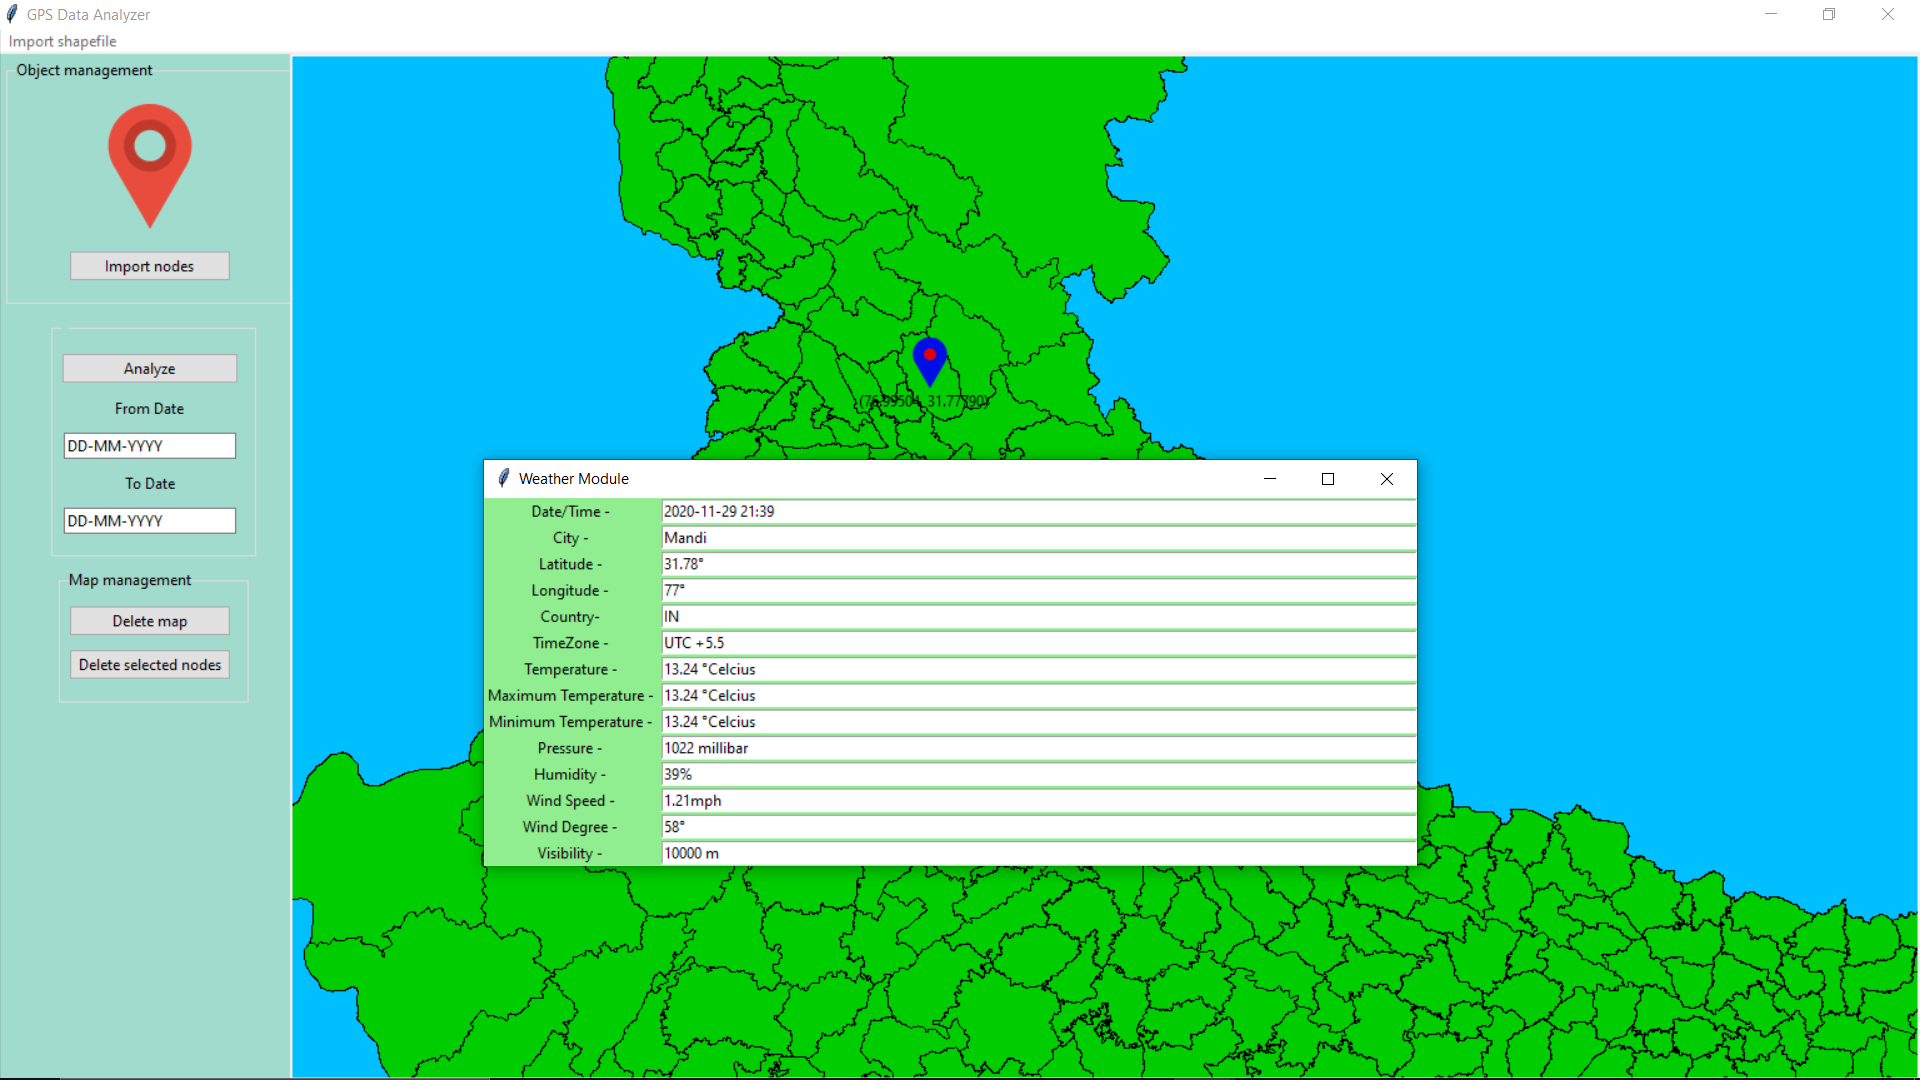 GPS Data Analyzer
Import shapefile
Object management
Import nodes
Analyze
From Date
DD-MM-YYYY
To Date
DD-MM-YYYY
Map management
Delete map
Delete selected nodes
(76.99504, 31.77790)
Weather Module
Date/Time - 2020-11-29 21:39
City - Mandi
Latitude - 31.78°
Longitude - 77°
Country- IN
TimeZone - UTC +5.5
Temperature - 13.24 °Celcius
Maximum Temperature - 13.24 °Celcius
Minimum Temperature - 13.24 °Celcius
Pressure - 1022 millibar
Humidity - 39%
Wind Speed - 1.21mph
Wind Degree - 58°
Visibility - 10000 m